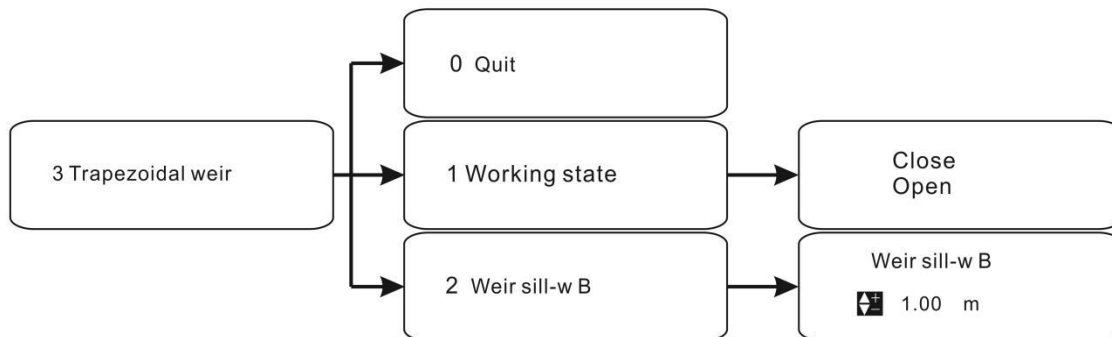 0 Quit
3 Trapezoidal weir
1 Working state
Close
Open
2 Weir sill-w B
Weir sill-w B
+
−
1.00 m